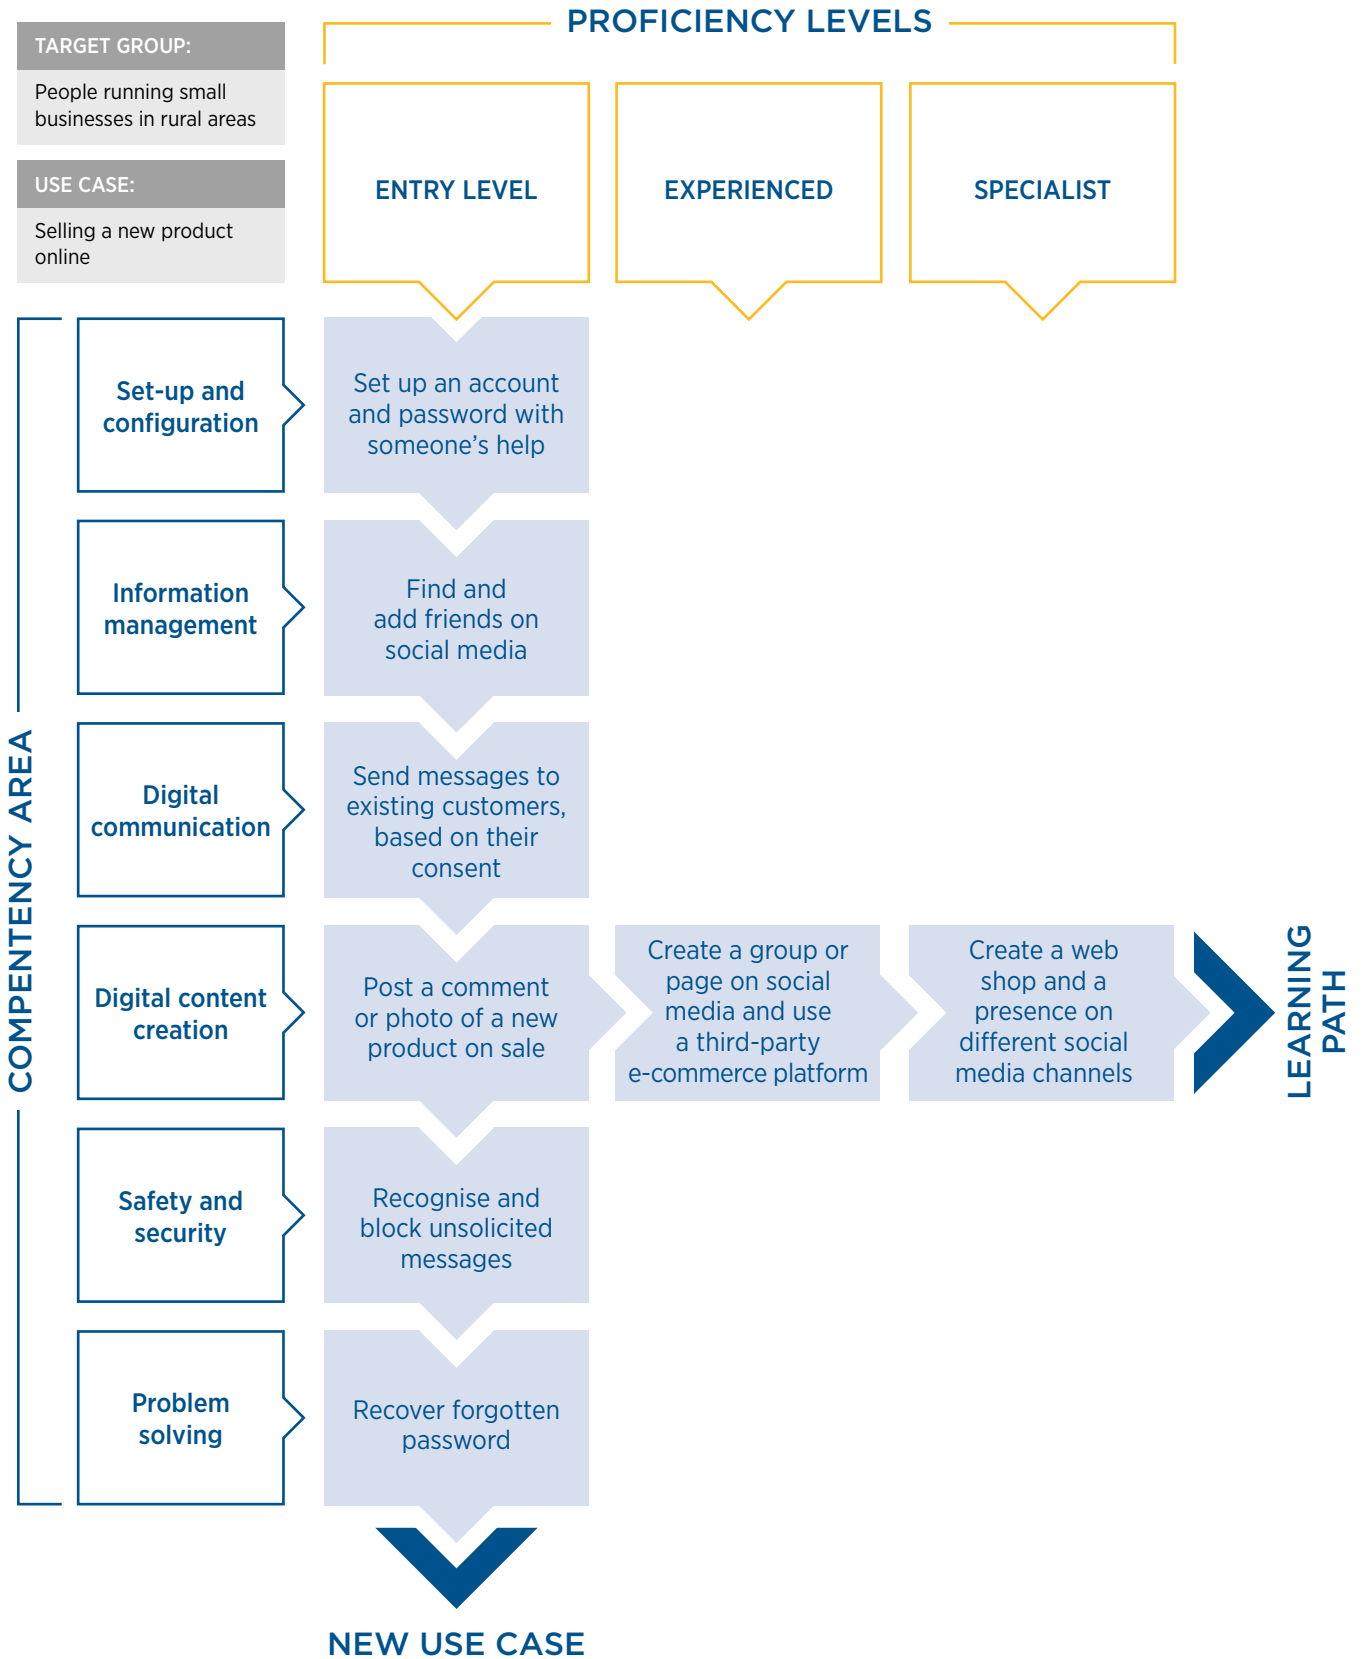 PROFICIENCY LEVELS
TARGET GROUP:
People running small
businesses in rural areas
USE CASE:
Selling a new product
online
ENTRY LEVEL
EXPERIENCED
SPECIALIST
COMPENTENCY AREA
Set-up and
configuration
Set up an account
and password with
someone’s help
Information
management
Find and
add friends on
social media
Digital
communication
Send messages to
existing customers,
based on their
consent
Digital content
creation
Post a comment
or photo of a new
product on sale
Create a group or
page on social
media and use
a third-party
e-commerce platform
Create a web
shop and a
presence on
different social
media channels
LEARNING
PATH
Safety and
security
Recognise and
block unsolicited
messages
Problem
solving
Recover forgotten
password
NEW USE CASE